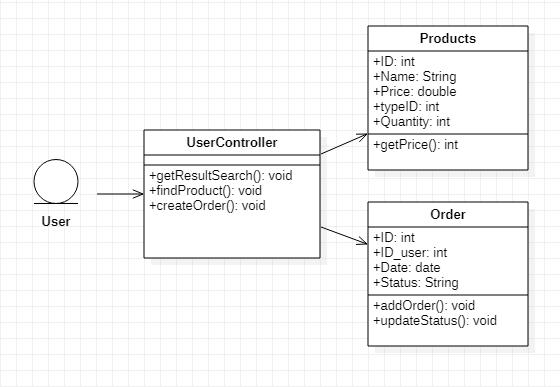 Products
+ID: int
+Name: String
+Price: double
+typeID: int
+Quantity: int
+getPrice(): int
UserController
+getResultSearch(): void
+findProduct(): void
+createOrder(): void
User
Order
+ID: int
+ID_user: int
+Date: date
+Status: String
+addOrder(): void
+updateStatus(): void